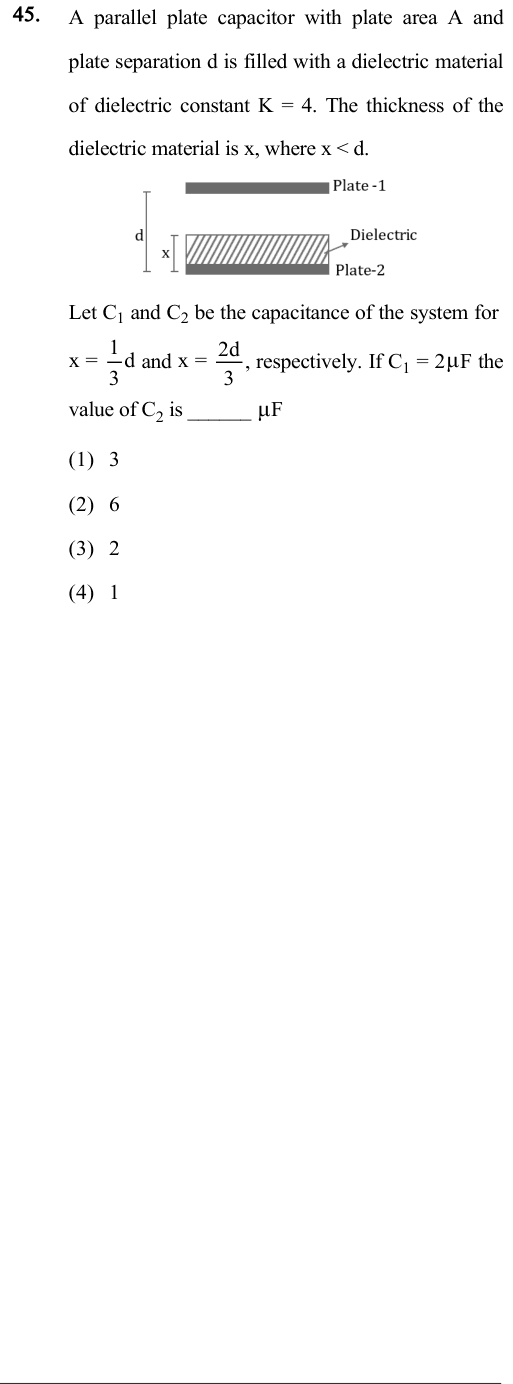 45. A parallel plate capacitor with plate area A and
plate separation d is filled with a dielectric material
of dielectric constant K = 4. The thickness of the
dielectric material is x, where x < d.
Plate -1
d
x
Dielectric
Plate-2
Let C₁ and C₂ be the capacitance of the system for
x = 1/3 d and x = 2d/3, respectively. If C₁ = 2μF the
value of C₂ is ______ μF
(1) 3
(2) 6
(3) 2
(4) 1